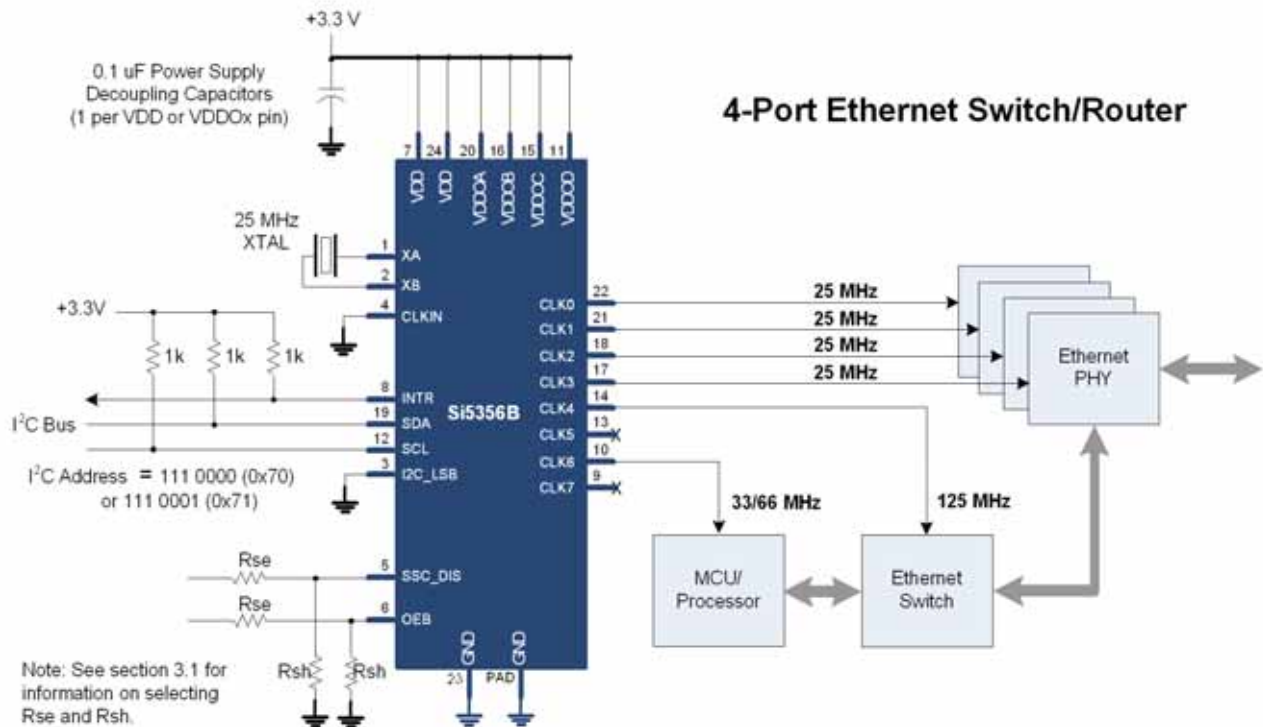 +3.3 V
0.1 uF Power Supply
Decoupling Capacitors
(1 per VDD or VDDOx pin)
4-Port Ethernet Switch/Router
7
24
20
16
15
11
VDD
VDD
VDDOA
VDDOB
VDDOC
VDDOD
25 MHz
XTAL
1
XA
2
XB
4
CLKIN
+3.3V
1k
1k
1k
8
INTR
19
SDA
12
SCL
3
I2C_LSB
I²C Bus
I²C Address = 111 0000 (0x70)
or 111 0001 (0x71)
Si5356B
CLK0
22
25 MHz
CLK1
21
25 MHz
CLK2
18
25 MHz
CLK3
17
25 MHz
CLK4
14
CLK5
13
CLK6
10
CLK7
9
Ethernet
PHY
33/66 MHz
125 MHz
MCU/
Processor
Ethernet
Switch
Rse
5
SSC_DIS
Rse
6
OEB
Rsh
Rsh
GND
GND
23
PAD
Note: See section 3.1 for
information on selecting
Rse and Rsh.